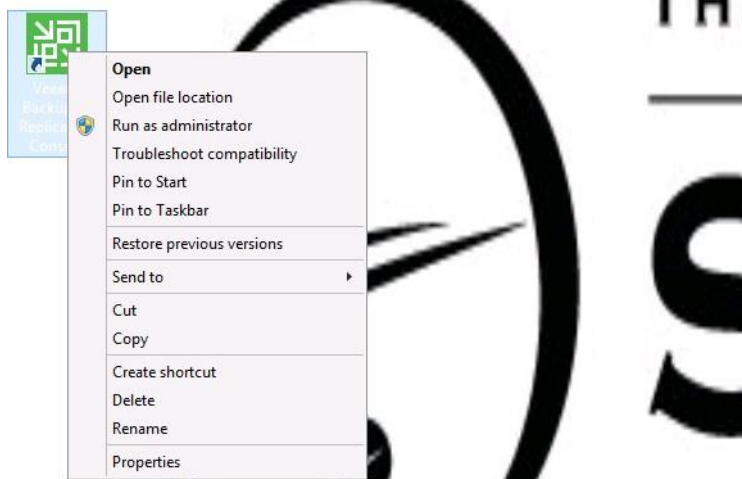 TH
S
Open
Open file location
Run as administrator
Troubleshoot compatibility
Pin to Start
Pin to Taskbar
Restore previous versions
Send to
Cut
Copy
Create shortcut
Delete
Rename
Properties